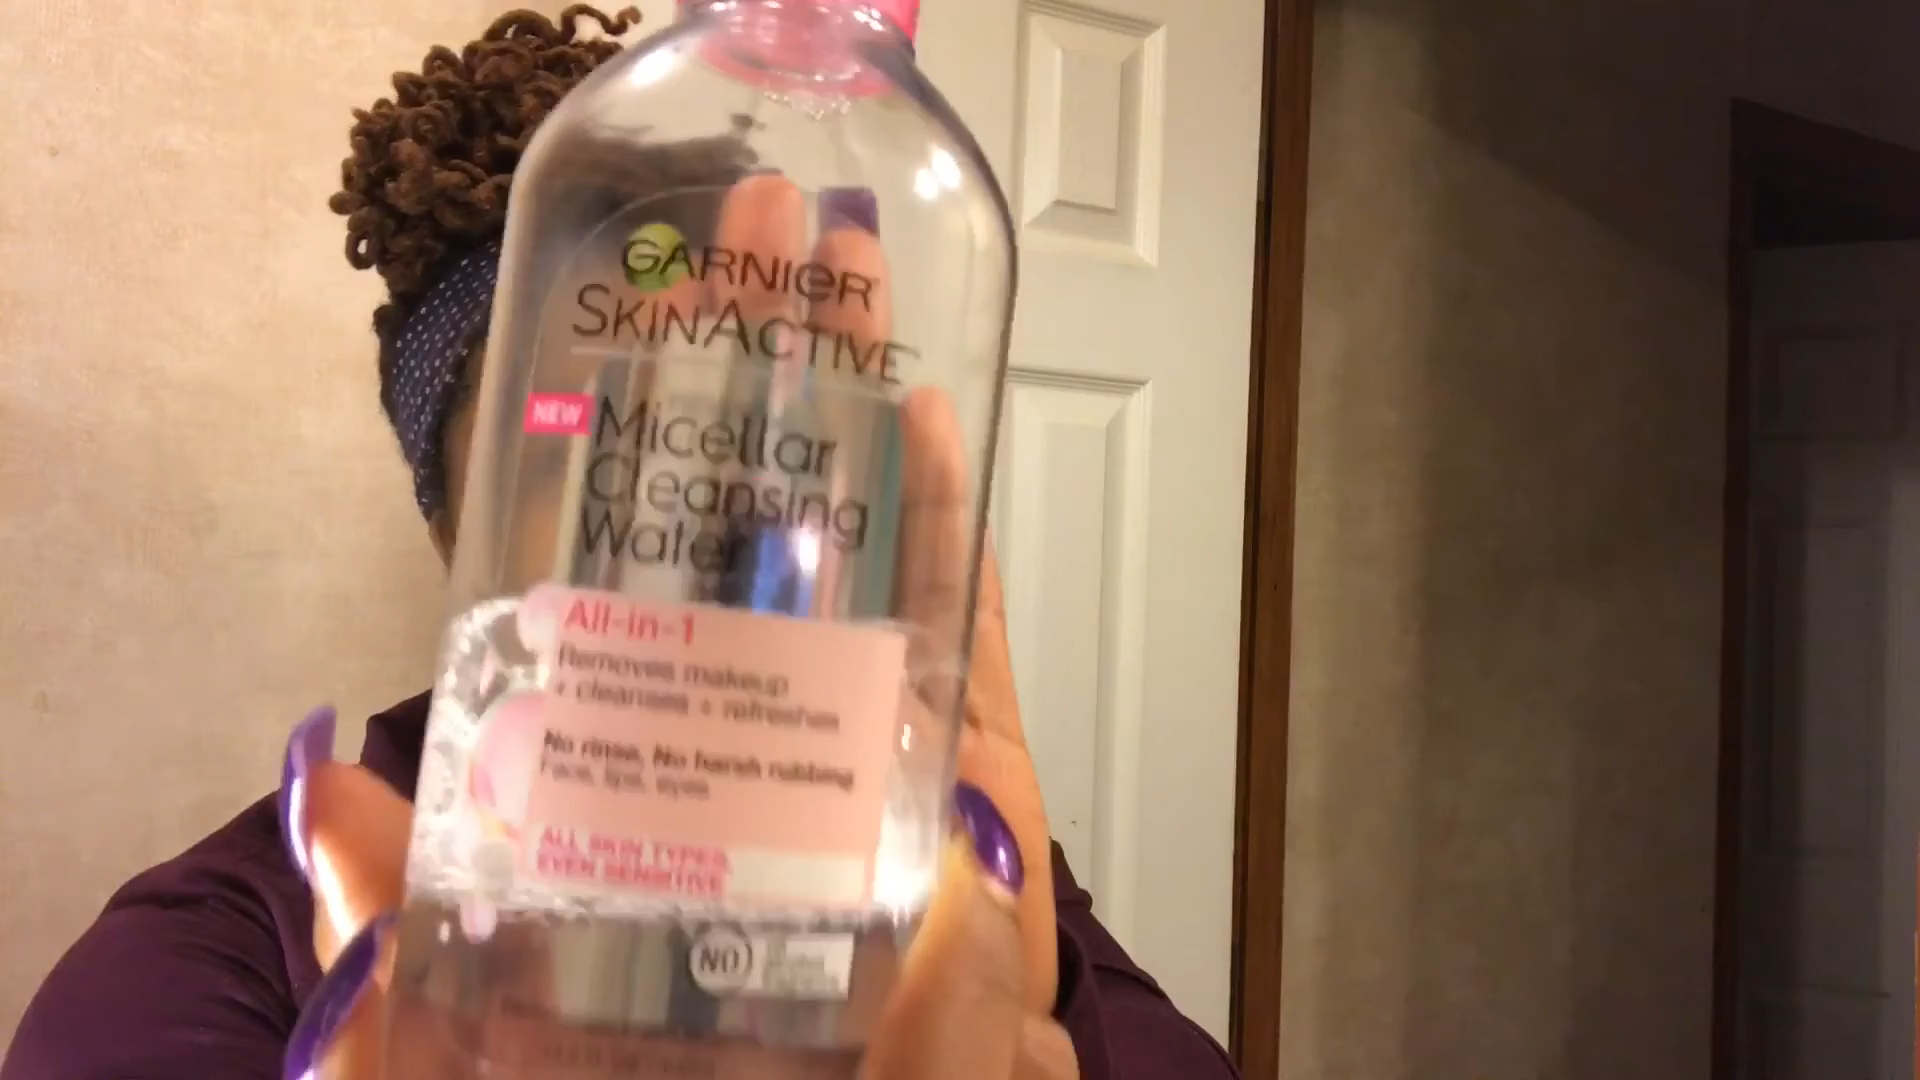 GARNIER
SKINACTIVE
NEW
Micellar
Cleansing
Water
All-in-1
Removes makeup
+ cleanses + refreshes
No rinse, No harsh rubbing
Face, lips, eyes
ALL SKIN TYPES,
EVEN SENSITIVE
NO